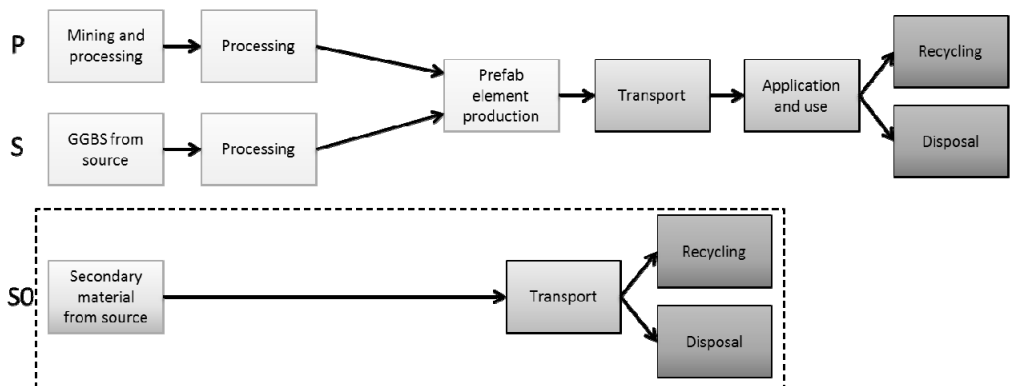 P
Mining and
processing
Processing
Prefab
element
production
Transport
Application
and use
Recycling
Disposal
S
GGBS from
source
Processing
S0
Secondary
material
from source
Transport
Recycling
Disposal